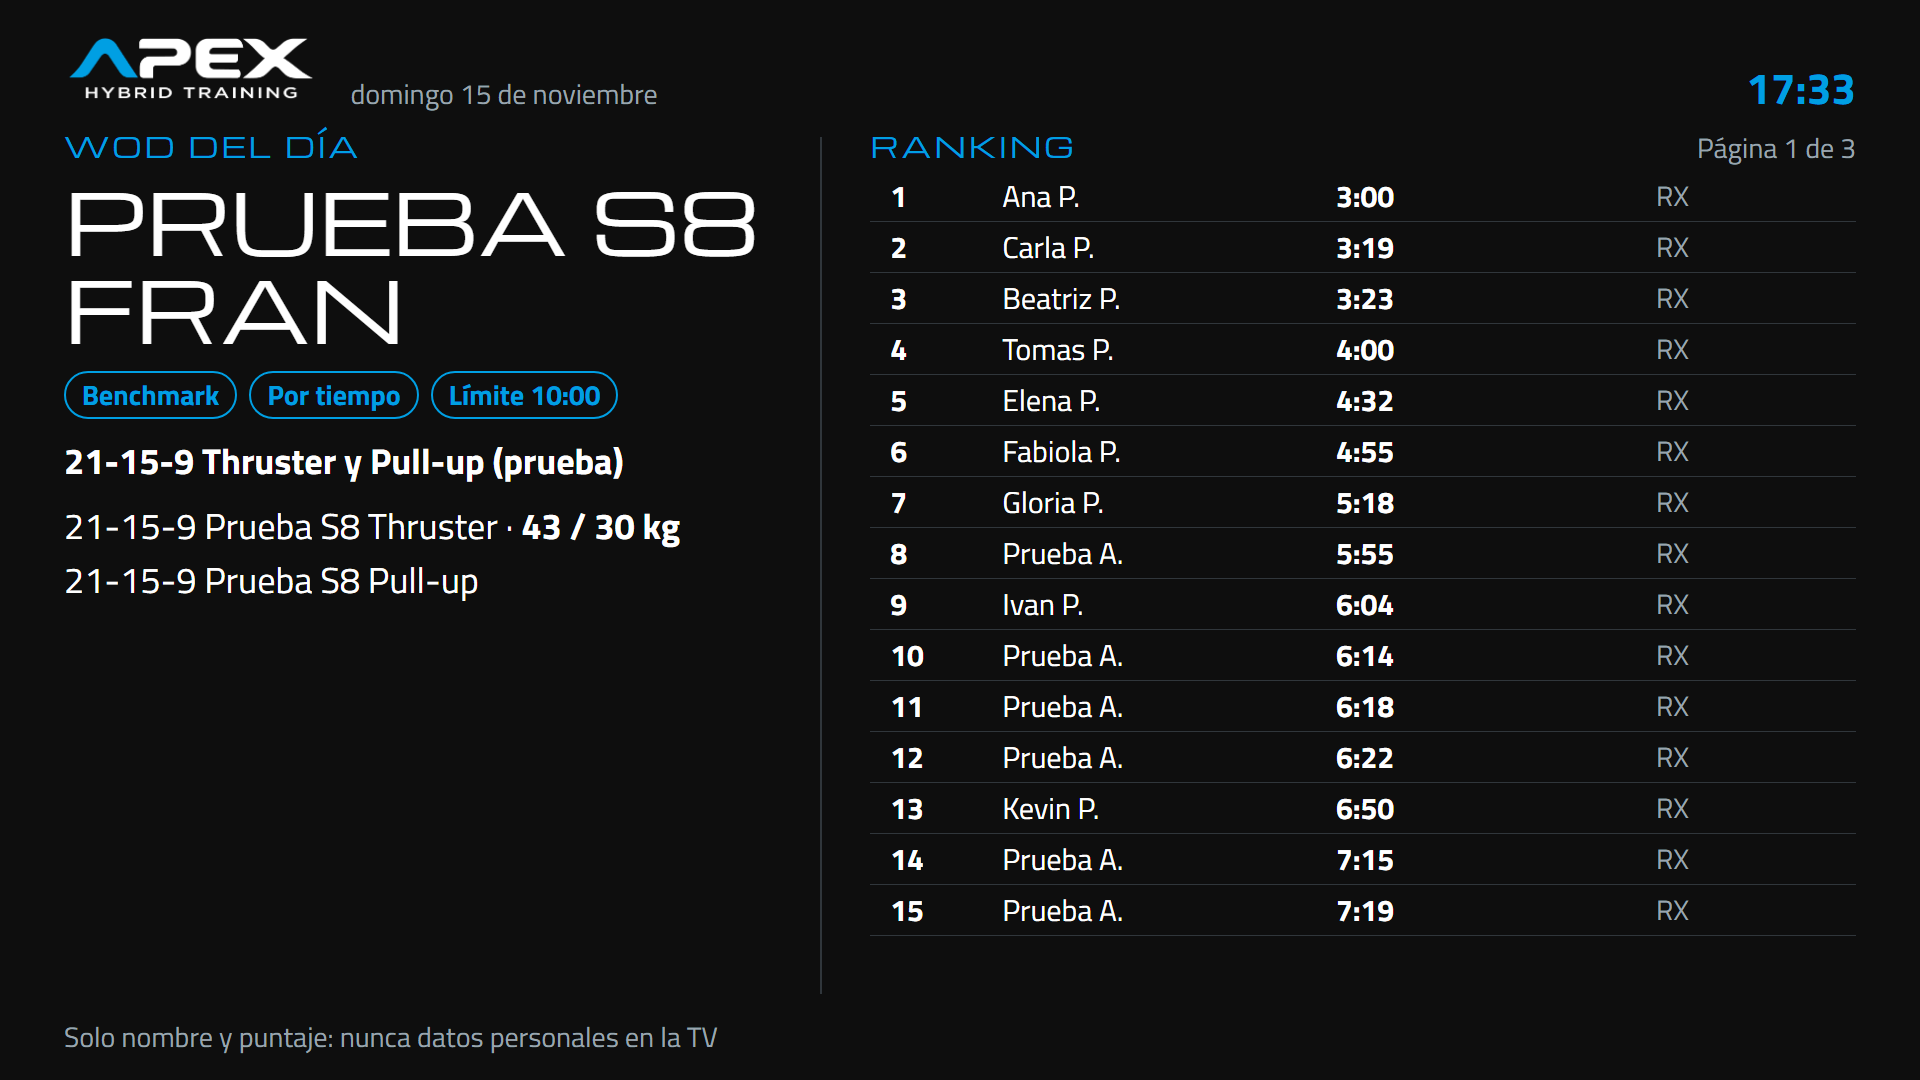 APEX
HYBRID TRAINING
domingo 15 de noviembre
17:33
WOD DEL DÍA
PRUEBA S8
FRAN
Benchmark
Por tiempo
Límite 10:00
21-15-9 Thruster y Pull-up (prueba)
21-15-9 Prueba S8 Thruster · 43 / 30 kg
21-15-9 Prueba S8 Pull-up
RANKING
Página 1 de 3
1 Ana P. 3:00 RX
2 Carla P. 3:19 RX
3 Beatriz P. 3:23 RX
4 Tomas P. 4:00 RX
5 Elena P. 4:32 RX
6 Fabiola P. 4:55 RX
7 Gloria P. 5:18 RX
8 Prueba A. 5:55 RX
9 Ivan P. 6:04 RX
10 Prueba A. 6:14 RX
11 Prueba A. 6:18 RX
12 Prueba A. 6:22 RX
13 Kevin P. 6:50 RX
14 Prueba A. 7:15 RX
15 Prueba A. 7:19 RX
Solo nombre y puntaje: nunca datos personales en la TV